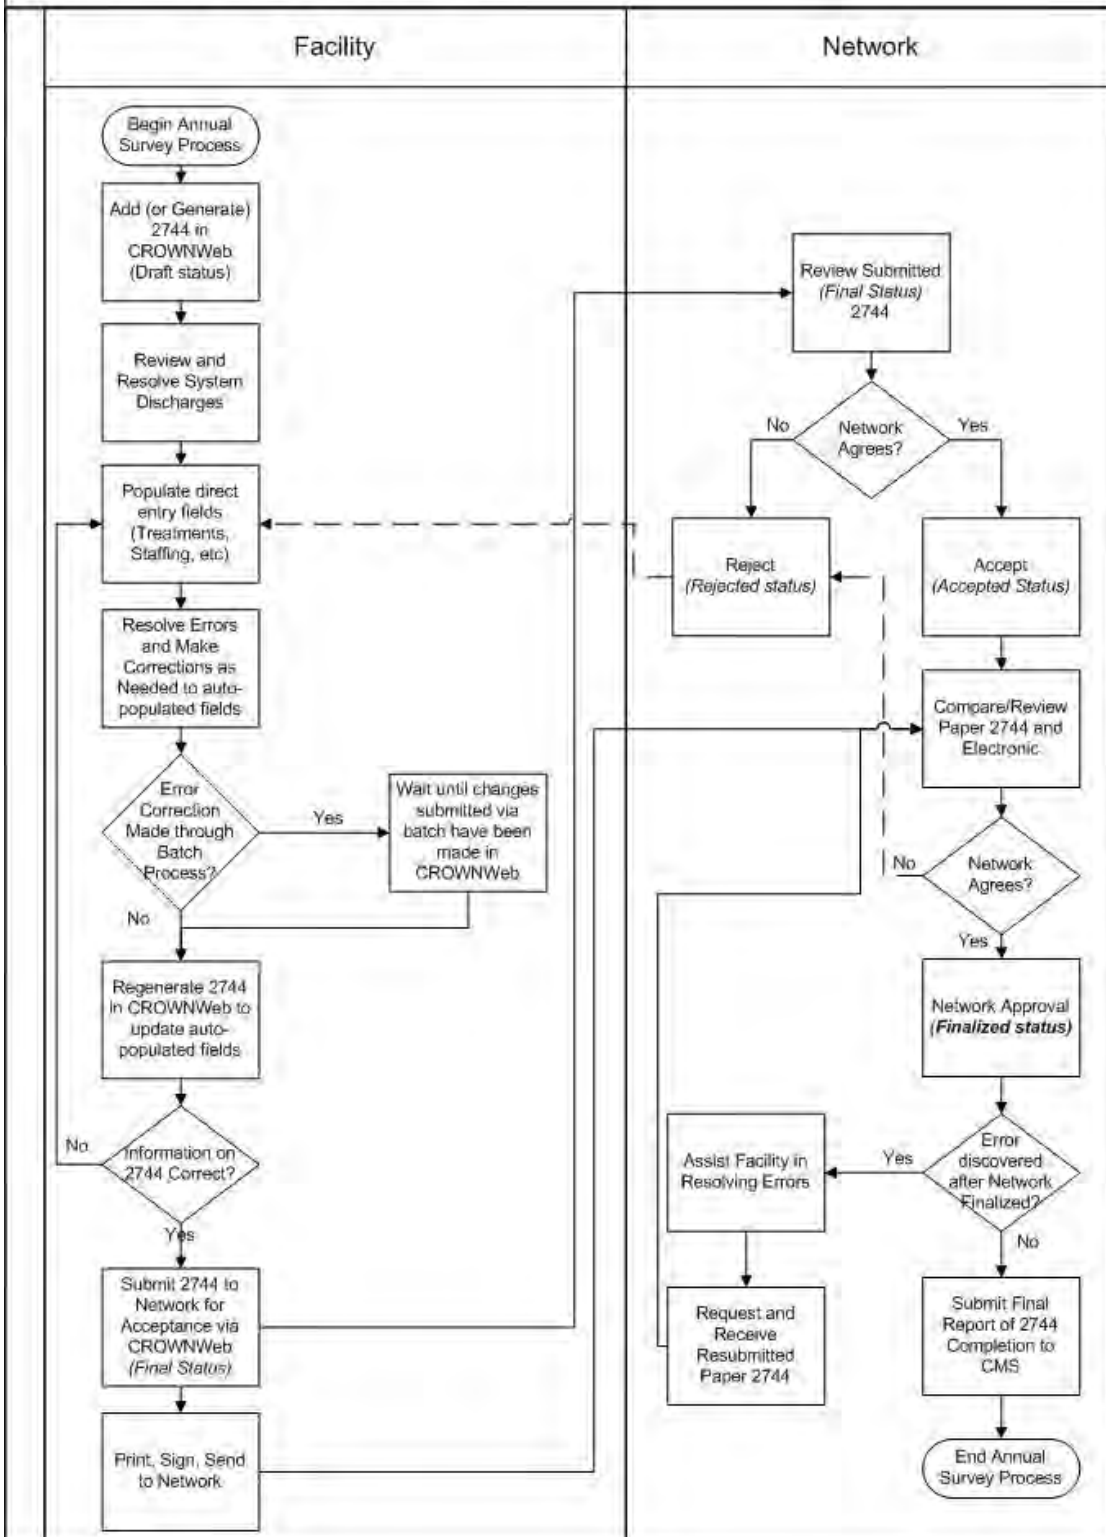 Facility
Network
Begin Annual
Survey Process
Add (or Generate)
2744 in
CROWNWeb
(Draft status)
Review and
Resolve System
Discharges
Populate direct
entry fields
(Treatments,
Staffing, etc)
Resolve Errors
and Make
Corrections as
Needed to auto-
populated fields
Error
Correction
Made through
Batch
Process?
Yes
Wait until changes
submitted via
batch have been
made in
CROWNWeb
No
Regenerate 2744
in CROWNWeb to
update auto-
populated fields
No
Information on
2744 Correct?
Yes
Submit 2744 to
Network for
Acceptance via
CROWNWeb
(Final Status)
Print, Sign, Send
to Network
Review Submitted
(Final Status)
2744
No
Network
Agrees?
Yes
Reject
(Rejected status)
Accept
(Accepted Status)
Compare/Review
Paper 2744 and
Electronic
No
Network
Agrees?
Yes
Network Approval
(Finalized status)
Error
discovered
after Network
Finalized?
Yes
Assist Facility in
Resolving Errors
Request and
Receive
Resubmitted
Paper 2744
No
Submit Final
Report of 2744
Completion to
CMS
End Annual
Survey Process